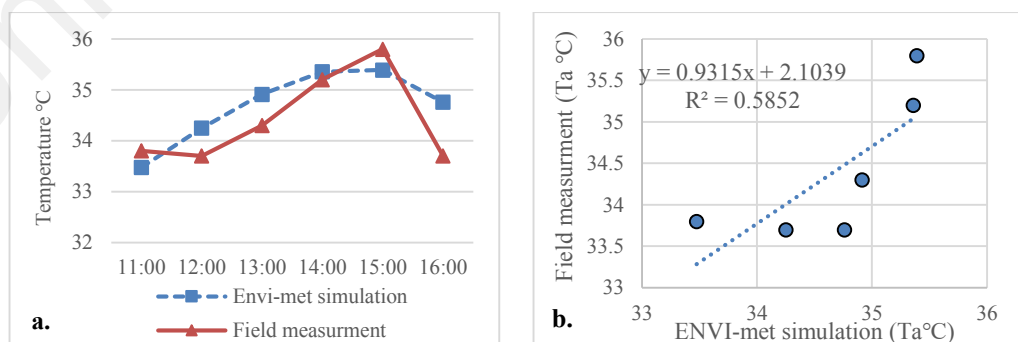 Temperature °C
36
35
34
33
32
11:00 12:00 13:00 14:00 15:00 16:00
Envi-met simulation
Field measurment
a.
Field measurment (Ta °C)
36
35.5
35
34.5
34
33.5
33
y = 0.9315x + 2.1039
R² = 0.5852
33 34 35 36
ENVI-met simulation (Ta°C)
b.